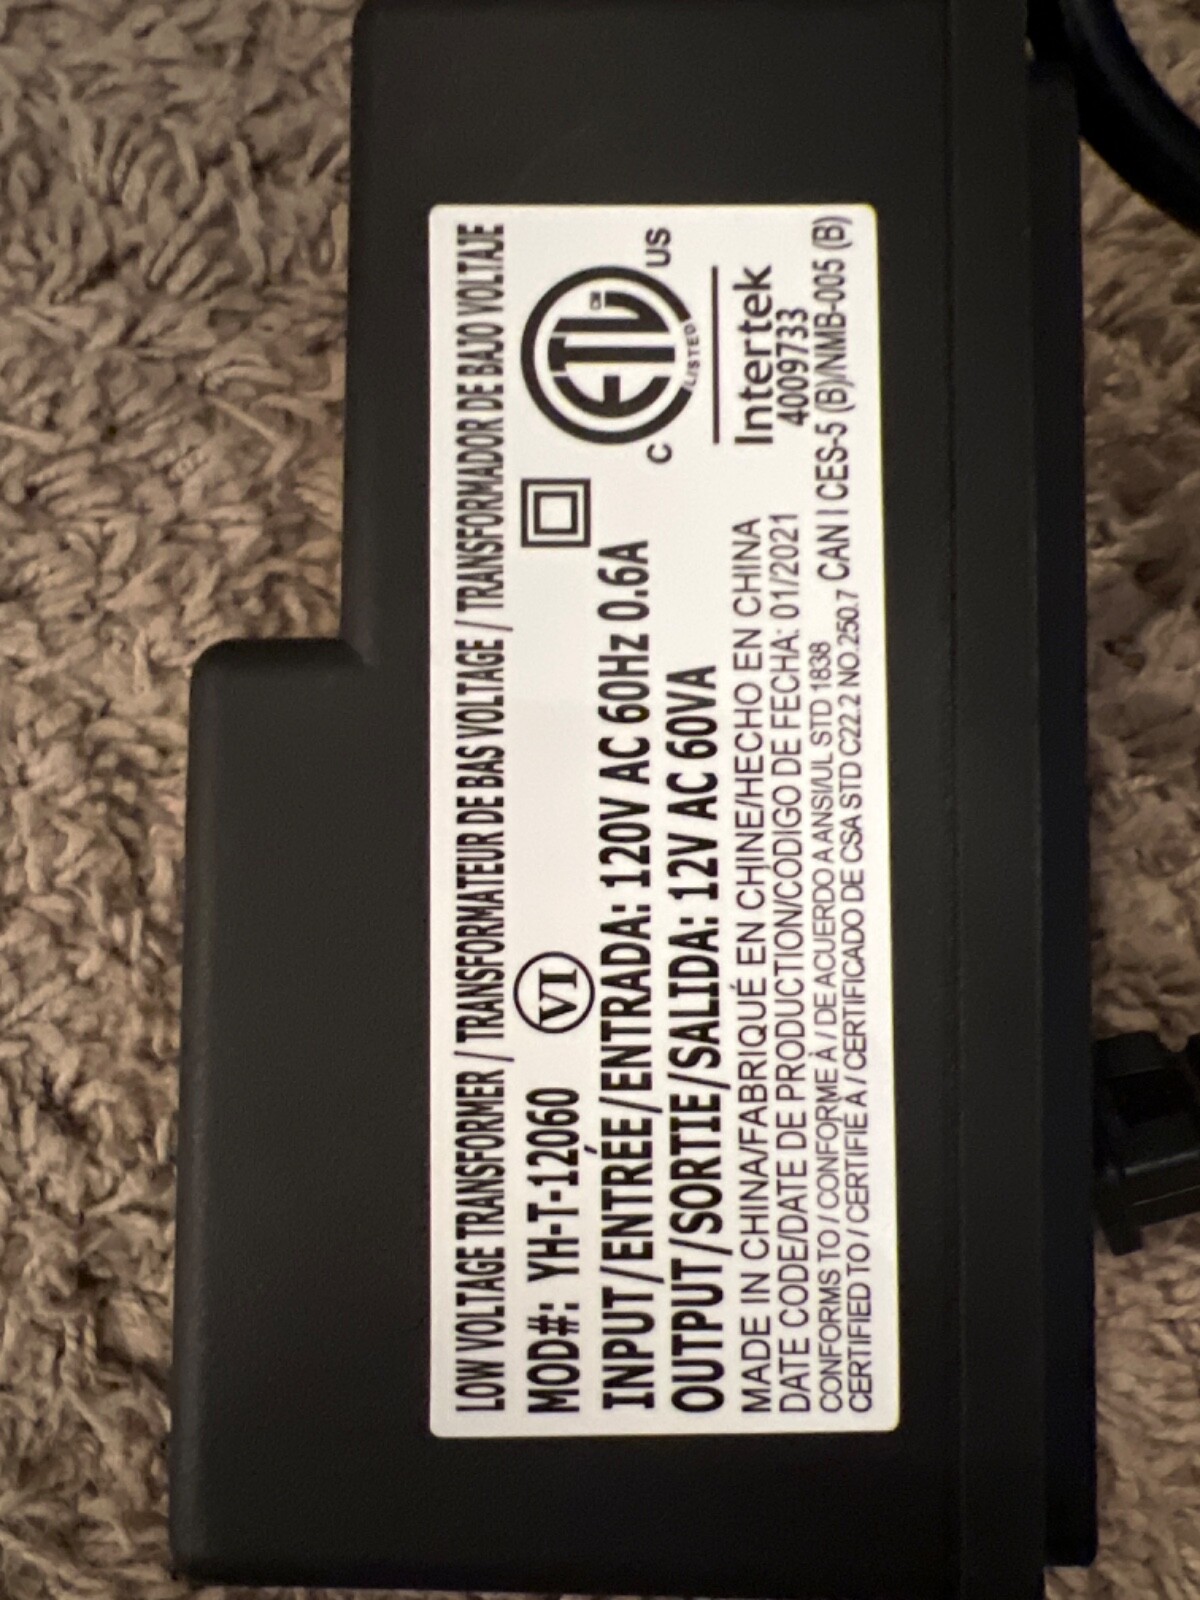 LOW VOLTAGE TRANSFORMER / TRANSFORMATEUR DE BAS VOLTAGE / TRANSFORMADOR DE BAJO VOLTAJE
MOD#: YH-T-12060 VI
INPUT/ENTRÉE/ENTRADA: 120V AC 60Hz 0.6A
OUTPUT/SORTIE/SALIDA: 12V AC 60VA
MADE IN CHINA/FABRIQUÉ EN CHINE/HECHO EN CHINA
DATE CODE/DATE DE PRODUCTION/CODIGO DE FECHA: 01/2021
CONFORMS TO / CONFORME À / DE ACUERDO A ANSI/UL STD 1838
CERTIFIED TO / CERTIFIÉ A / CERTIFICADO DE CSA STD C22.2 NO.250.7 CAN I CES-5 (B)/NMB-005 (B)
C ETL CM US
LISTED
Intertek
4009733